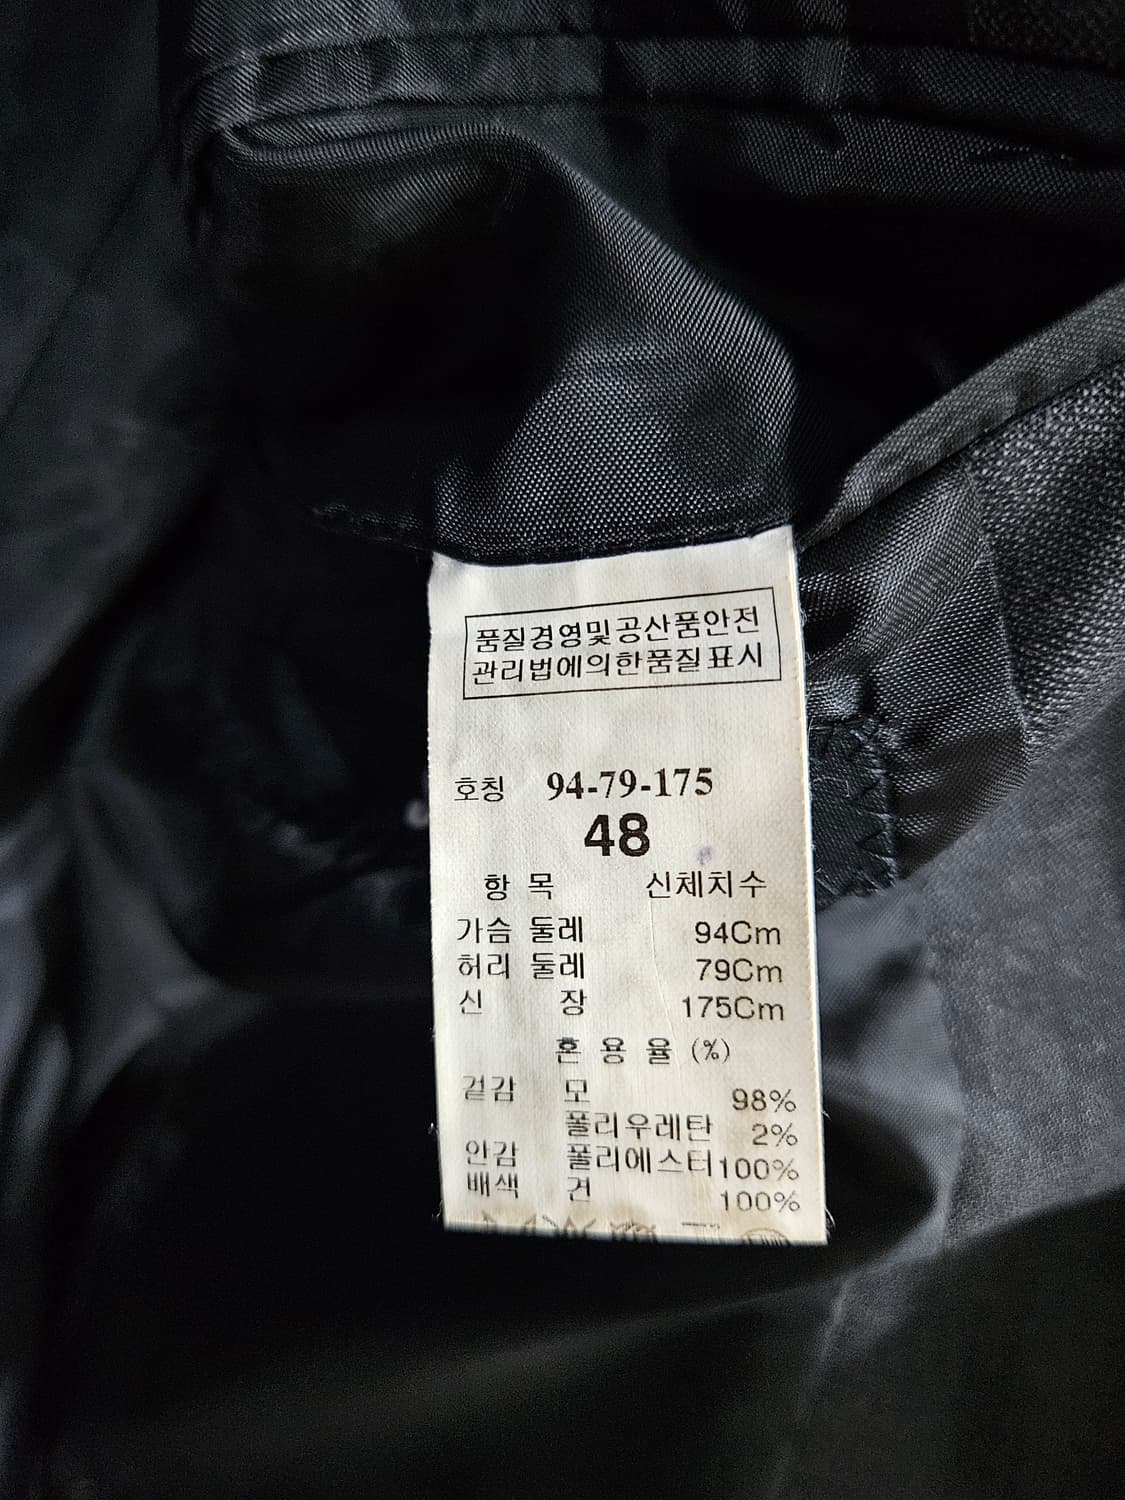 품질경영및공산품안전
관리법에의한품질표시
호칭 94-79-175
48
항 목 신체치수
가슴 둘레 94Cm
허리 둘레 79Cm
신 장 175Cm
혼 용 율 (%)
겉감 모 98%
폴리우레탄 2%
안감 폴리에스터 100%
배색 견 100%